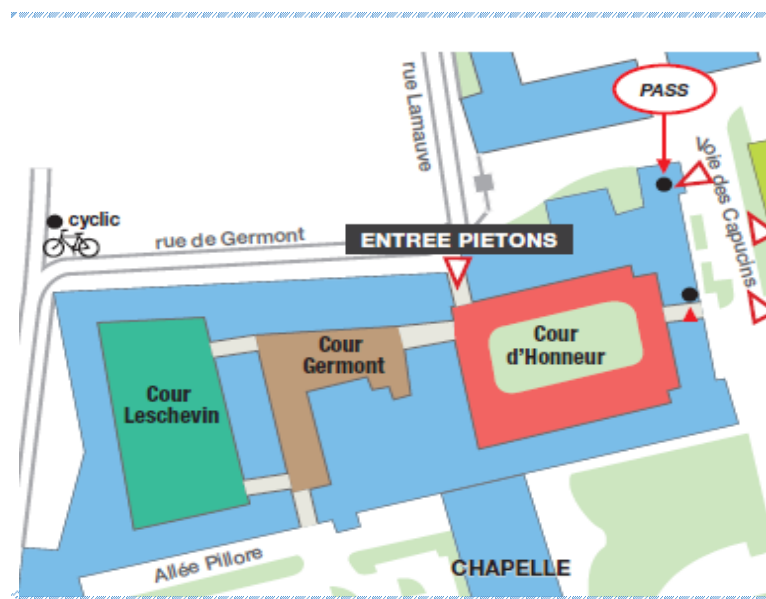 PASS
rue Lamauve
voie des Capucins
cyclic
rue de Germont
ENTREE PIETONS
Cour
d'Honneur
Cour
Germont
Cour
Leschevin
Allée Pillore
CHAPELLE